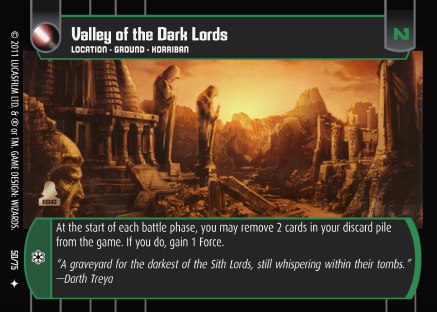 Valley of the Dark Lords
LOCATION • GROUND • KORRIBAN
N
© 2011 LUCASFILM LTD. & ® or TM. GAME DESIGN: WIZARDS.
50/75
IDC
At the start of each battle phase, you may remove 2 cards in your discard pile
from the game. If you do, gain 1 Force.
"A graveyard for the darkest of the Sith Lords, still whispering within their tombs."
—Darth Treya